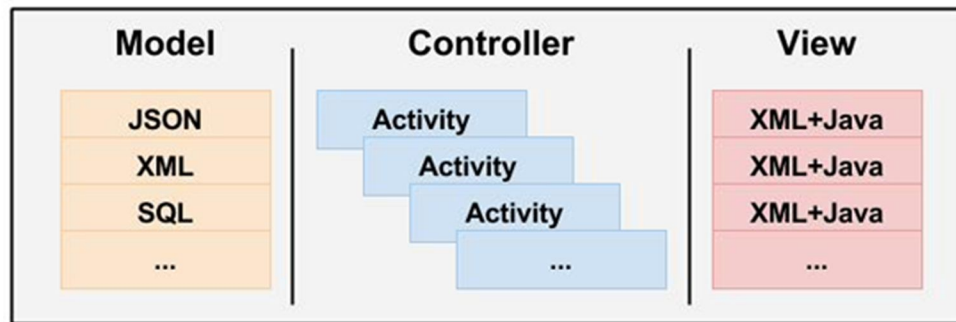 Model
Controller
View
JSON
Activity
XML+Java
XML
Activity
XML+Java
SQL
Activity
XML+Java
...
...
...